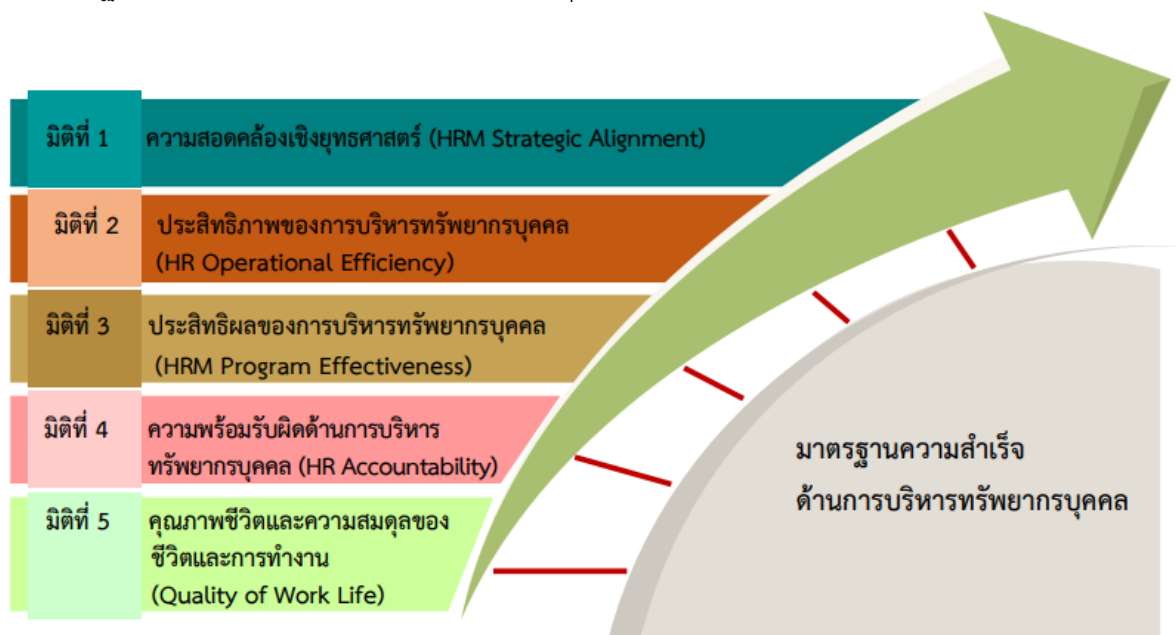 มิติที่ 1
ความสอดคล้องเชิงยุทธศาสตร์ (HRM Strategic Alignment)
มิติที่ 2
ประสิทธิภาพของการบริหารทรัพยากรบุคคล
(HR Operational Efficiency)
มิติที่ 3
ประสิทธิผลของการบริหารทรัพยากรบุคคล
(HRM Program Effectiveness)
มิติที่ 4
ความพร้อมรับผิดด้านการบริหาร
ทรัพยากรบุคคล (HR Accountability)
มิติที่ 5
คุณภาพชีวิตและความสมดุลของ
ชีวิตและการทำงาน
(Quality of Work Life)
มาตรฐานความสำเร็จ
ด้านการบริหารทรัพยากรบุคคล